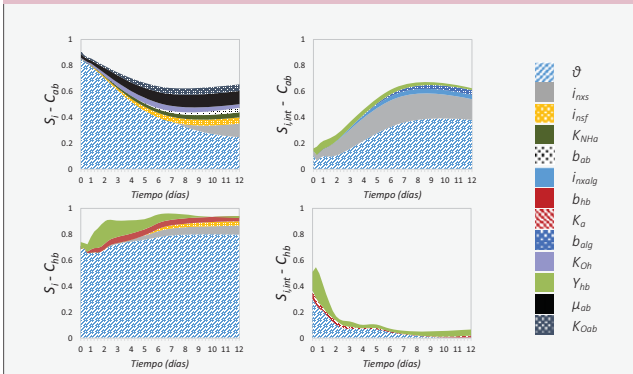 S_i - C_ab
1
0.8
0.6
0.4
0.2
0
0 1 2 3 4 5 6 7 8 9 10 11 12
Tiempo (días)
S_i,int - C_ab
1
0.8
0.6
0.4
0.2
0
0 1 2 3 4 5 6 7 8 9 10 11 12
Tiempo (días)
S_i - C_hb
1
0.8
0.6
0.4
0.2
0
0 1 2 3 4 5 6 7 8 9 10 11 12
Tiempo (días)
S_i,int - C_hb
1
0.8
0.6
0.4
0.2
0
0 1 2 3 4 5 6 7 8 9 10 11 12
Tiempo (días)
ϑ
i_nxs
i_nsf
K_NHa
b_ab
i_nxalg
b_hb
K_a
b_alg
K_Oh
Y_hb
μ_ab
K_Oab